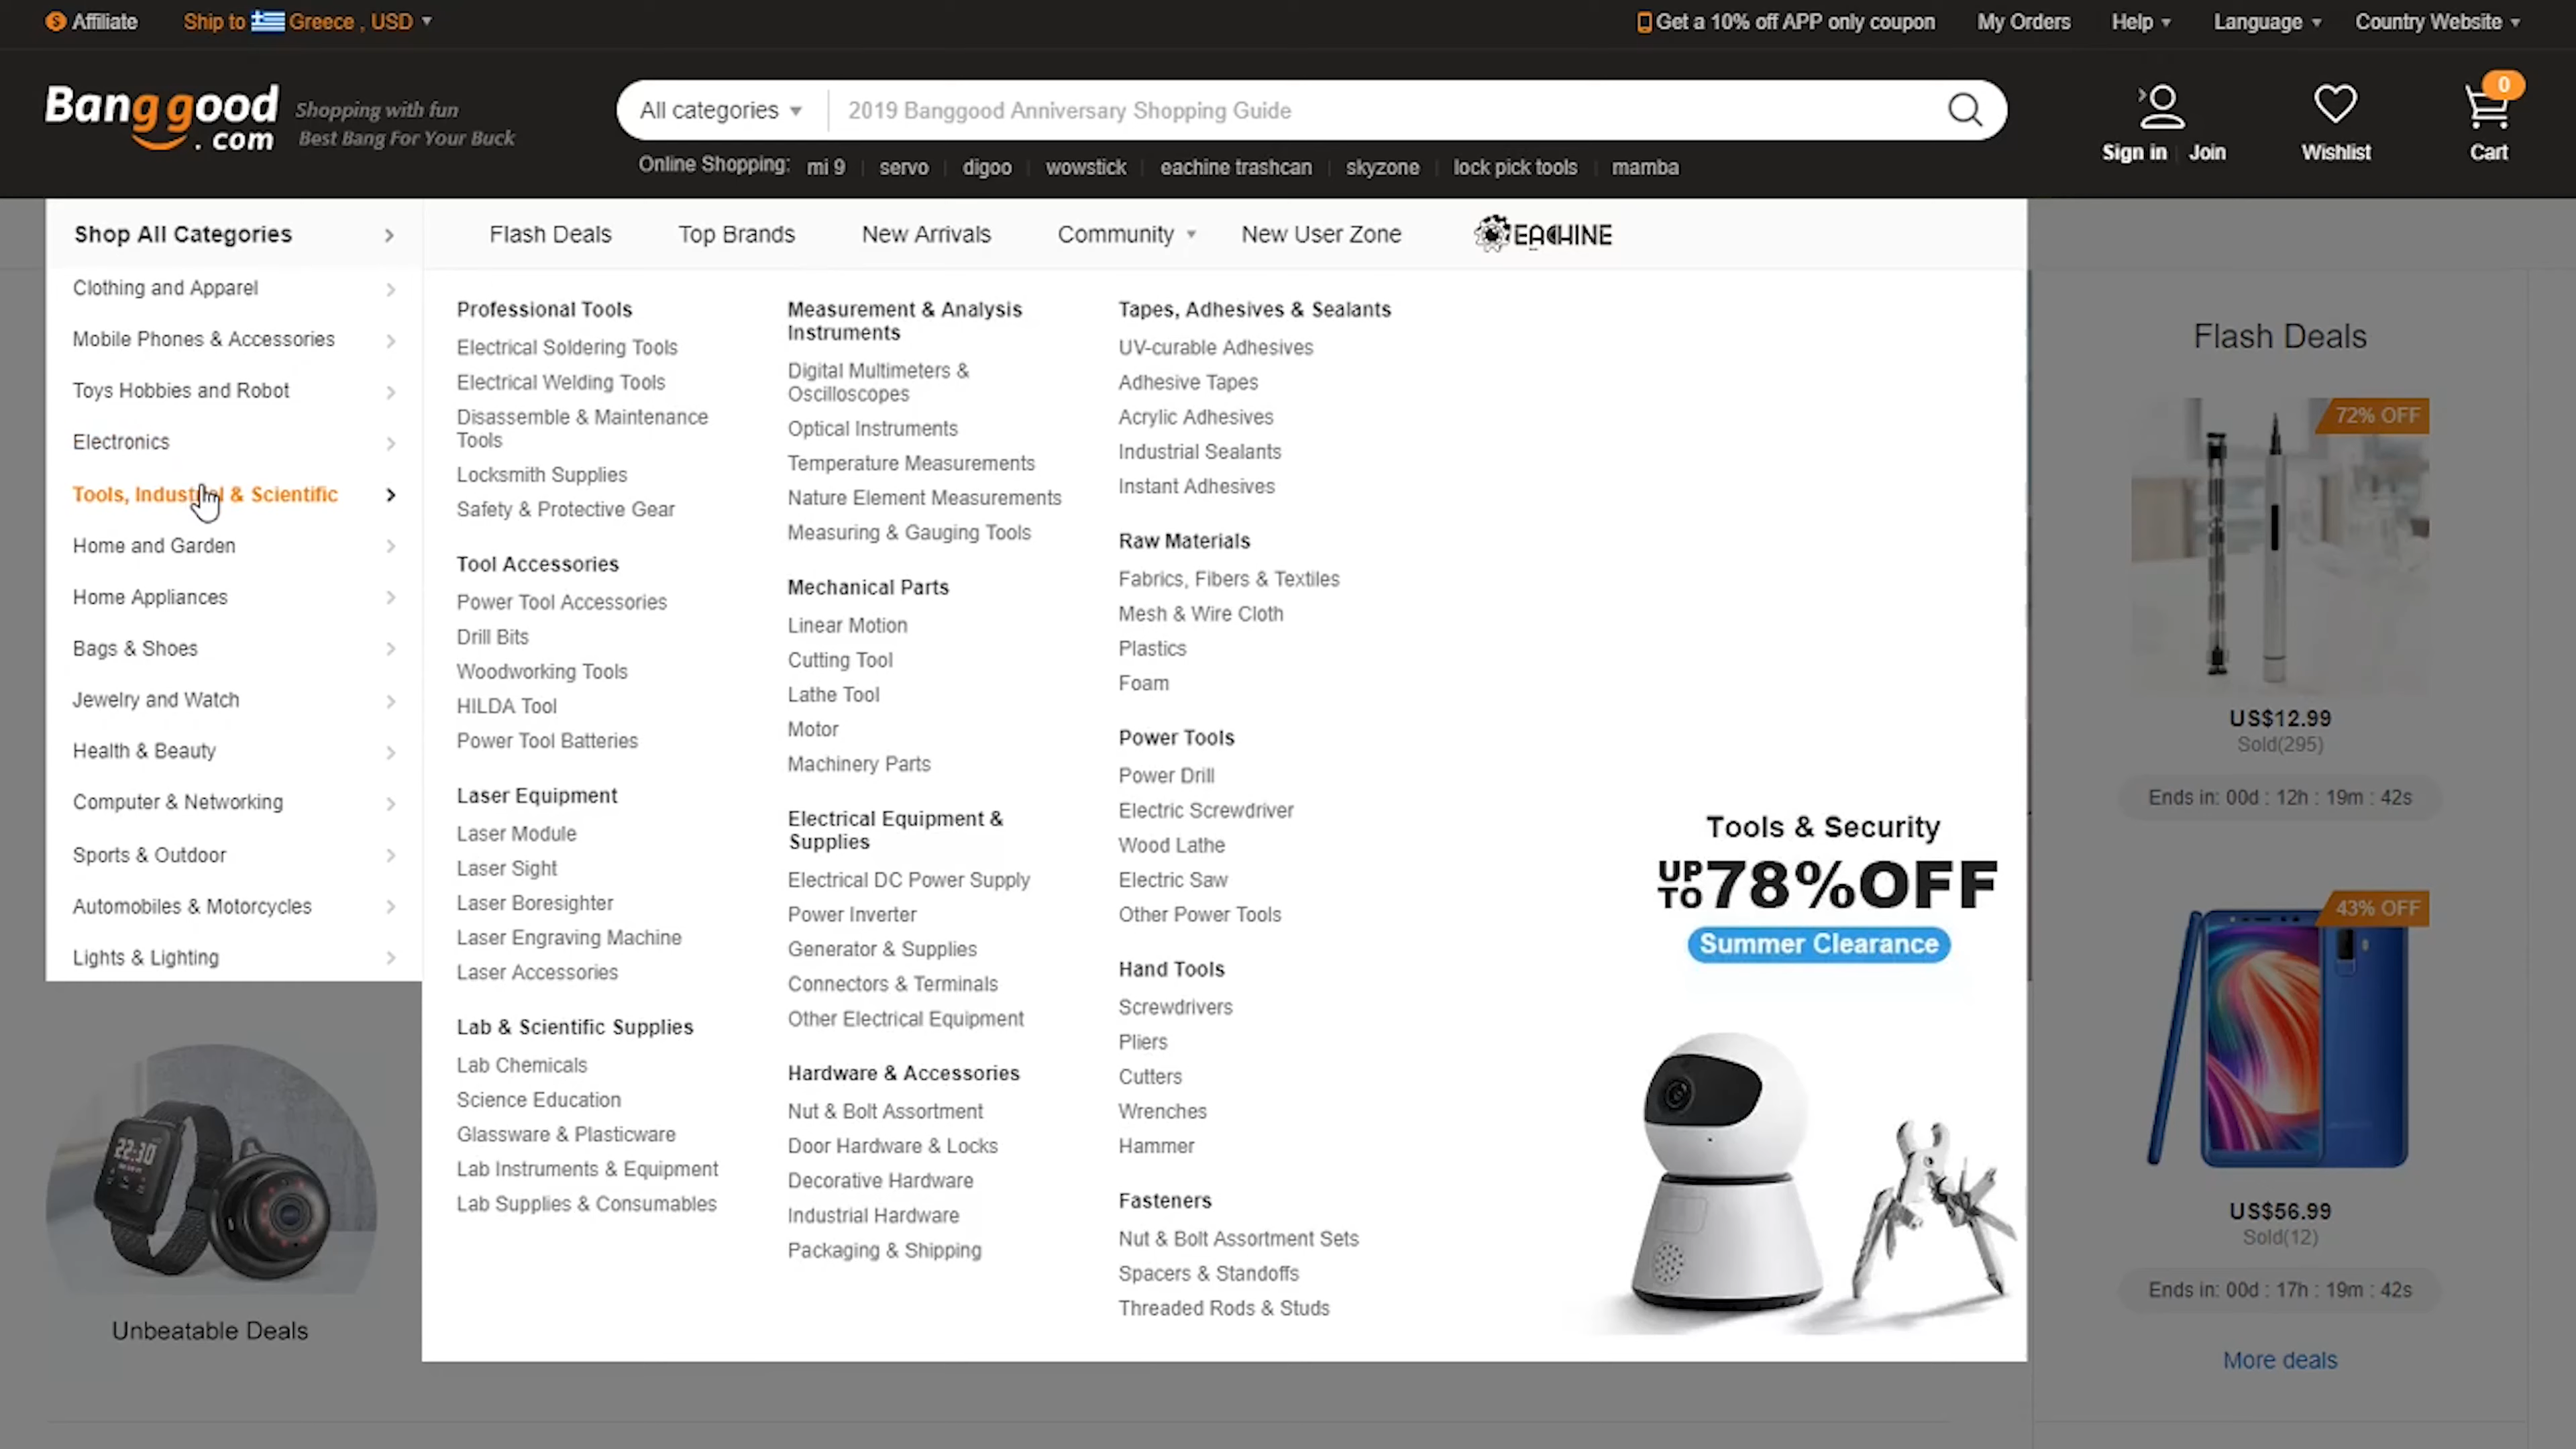 Affiliate
Ship to Greece , USD
Get a 10% off APP only coupon
My Orders
Help
Language
Country Website
Banggood
.com
Shopping with fun
Best Bang For Your Buck
All categories
2019 Banggood Anniversary Shopping Guide
Online Shopping: mi 9 servo digoo wowstick eachine trashcan skyzone lock pick tools mamba
Sign in Join
Wishlist
0
Cart
Shop All Categories
Flash Deals
Top Brands
New Arrivals
Community
New User Zone
EACHINE
Clothing and Apparel
Mobile Phones & Accessories
Toys Hobbies and Robot
Electronics
Tools, Industrial & Scientific
Home and Garden
Home Appliances
Bags & Shoes
Jewelry and Watch
Health & Beauty
Computer & Networking
Sports & Outdoor
Automobiles & Motorcycles
Lights & Lighting
22:30
Unbeatable Deals
Professional Tools
Electrical Soldering Tools
Electrical Welding Tools
Disassemble & Maintenance
Tools
Locksmith Supplies
Safety & Protective Gear
Tool Accessories
Power Tool Accessories
Drill Bits
Woodworking Tools
HILDA Tool
Power Tool Batteries
Laser Equipment
Laser Module
Laser Sight
Laser Boresighter
Laser Engraving Machine
Laser Accessories
Lab & Scientific Supplies
Lab Chemicals
Science Education
Glassware & Plasticware
Lab Instruments & Equipment
Lab Supplies & Consumables
Measurement & Analysis
Instruments
Digital Multimeters &
Oscilloscopes
Optical Instruments
Temperature Measurements
Nature Element Measurements
Measuring & Gauging Tools
Mechanical Parts
Linear Motion
Cutting Tool
Lathe Tool
Motor
Machinery Parts
Electrical Equipment &
Supplies
Electrical DC Power Supply
Power Inverter
Generator & Supplies
Connectors & Terminals
Other Electrical Equipment
Hardware & Accessories
Nut & Bolt Assortment
Door Hardware & Locks
Decorative Hardware
Industrial Hardware
Packaging & Shipping
Tapes, Adhesives & Sealants
UV-curable Adhesives
Adhesive Tapes
Acrylic Adhesives
Industrial Sealants
Instant Adhesives
Raw Materials
Fabrics, Fibers & Textiles
Mesh & Wire Cloth
Plastics
Foam
Power Tools
Power Drill
Electric Screwdriver
Wood Lathe
Electric Saw
Other Power Tools
Hand Tools
Screwdrivers
Pliers
Cutters
Wrenches
Hammer
Fasteners
Nut & Bolt Assortment Sets
Spacers & Standoffs
Threaded Rods & Studs
Tools & Security
UP TO 78%OFF
Summer Clearance
Flash Deals
72% OFF
US$12.99
Sold(295)
Ends in: 00d : 12h : 19m : 42s
43% OFF
US$56.99
Sold(12)
Ends in: 00d : 17h : 19m : 42s
More deals